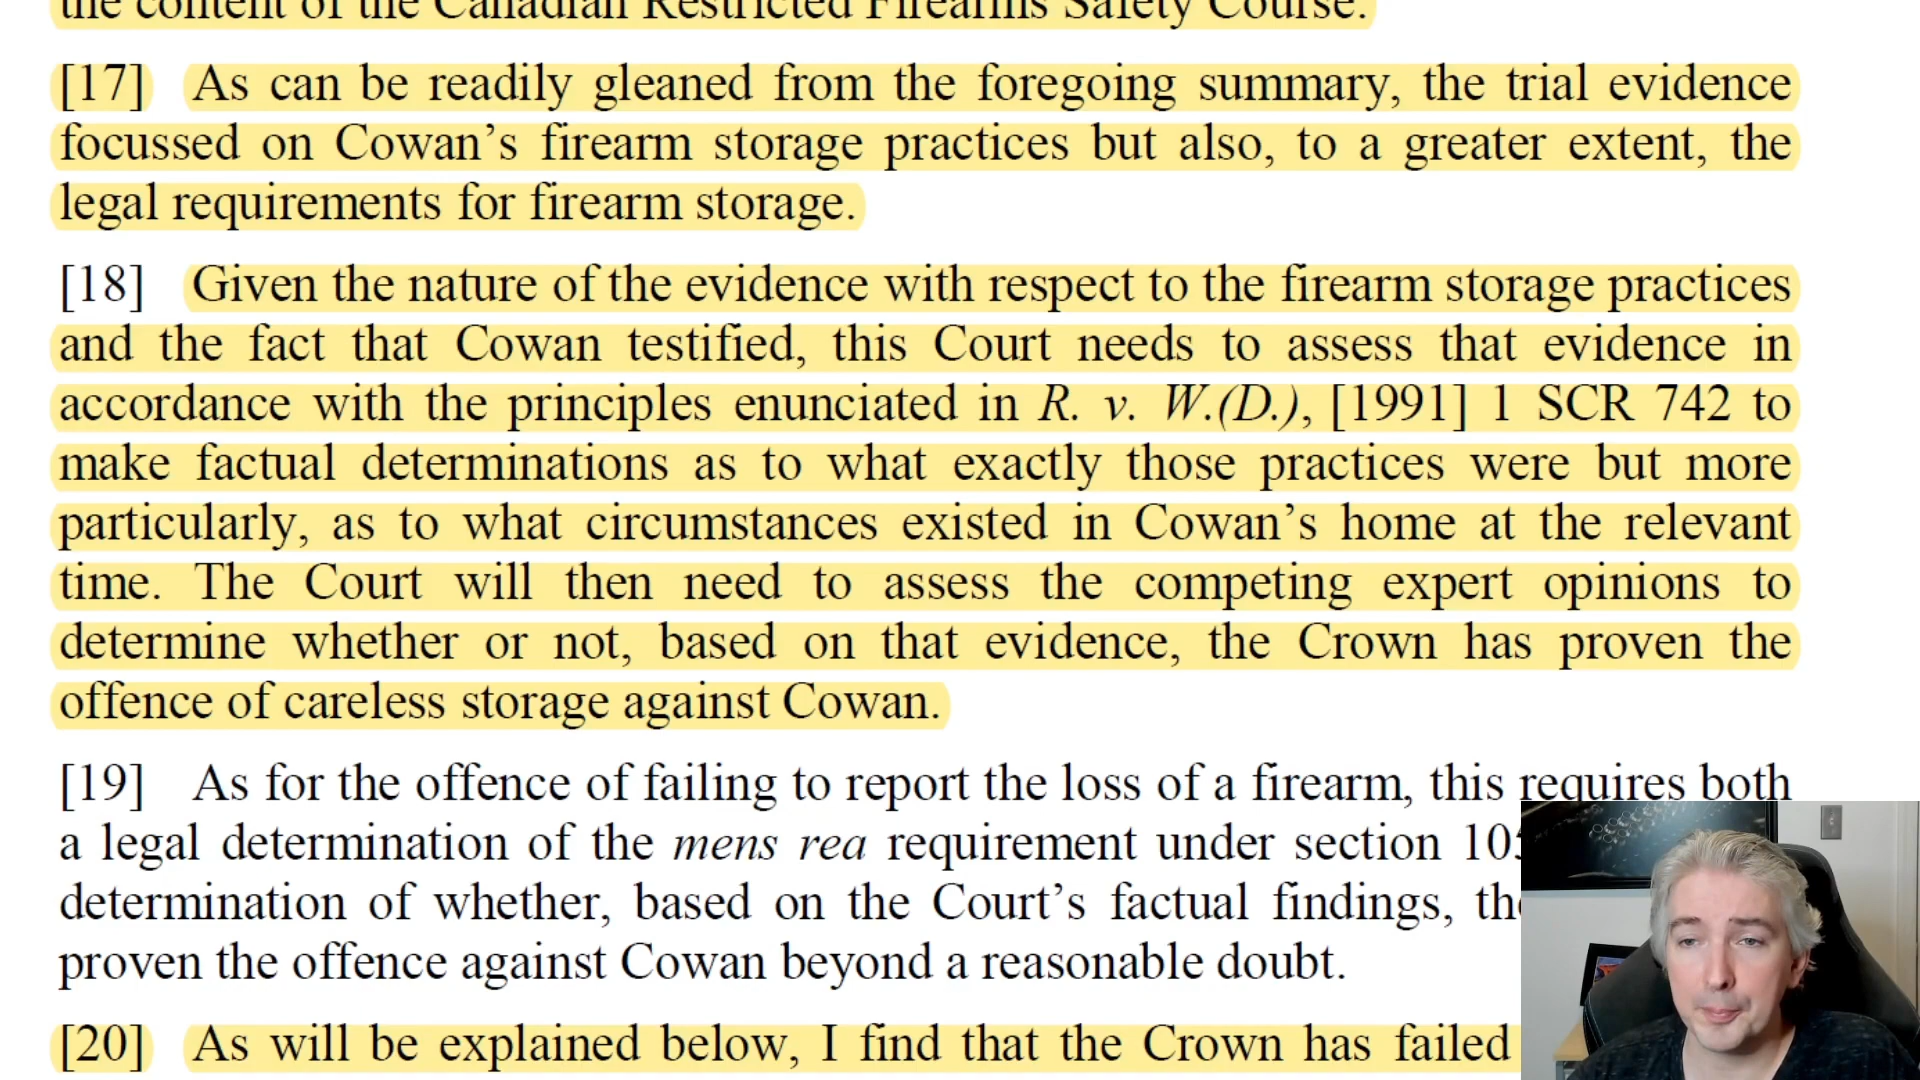 the content of the Canadian Restricted Firearms Safety Course.
[17] As can be readily gleaned from the foregoing summary, the trial evidence
focussed on Cowan’s firearm storage practices but also, to a greater extent, the
legal requirements for firearm storage.
[18] Given the nature of the evidence with respect to the firearm storage practices
and the fact that Cowan testified, this Court needs to assess that evidence in
accordance with the principles enunciated in R. v. W.(D.), [1991] 1 SCR 742 to
make factual determinations as to what exactly those practices were but more
particularly, as to what circumstances existed in Cowan’s home at the relevant
time. The Court will then need to assess the competing expert opinions to
determine whether or not, based on that evidence, the Crown has proven the
offence of careless storage against Cowan.
[19] As for the offence of failing to report the loss of a firearm, this requires both
a legal determination of the mens rea requirement under section
determination of whether, based on the Court’s factual findings,
proven the offence against Cowan beyond a reasonable doubt.
[20] As will be explained below, I find that the Crown has failed